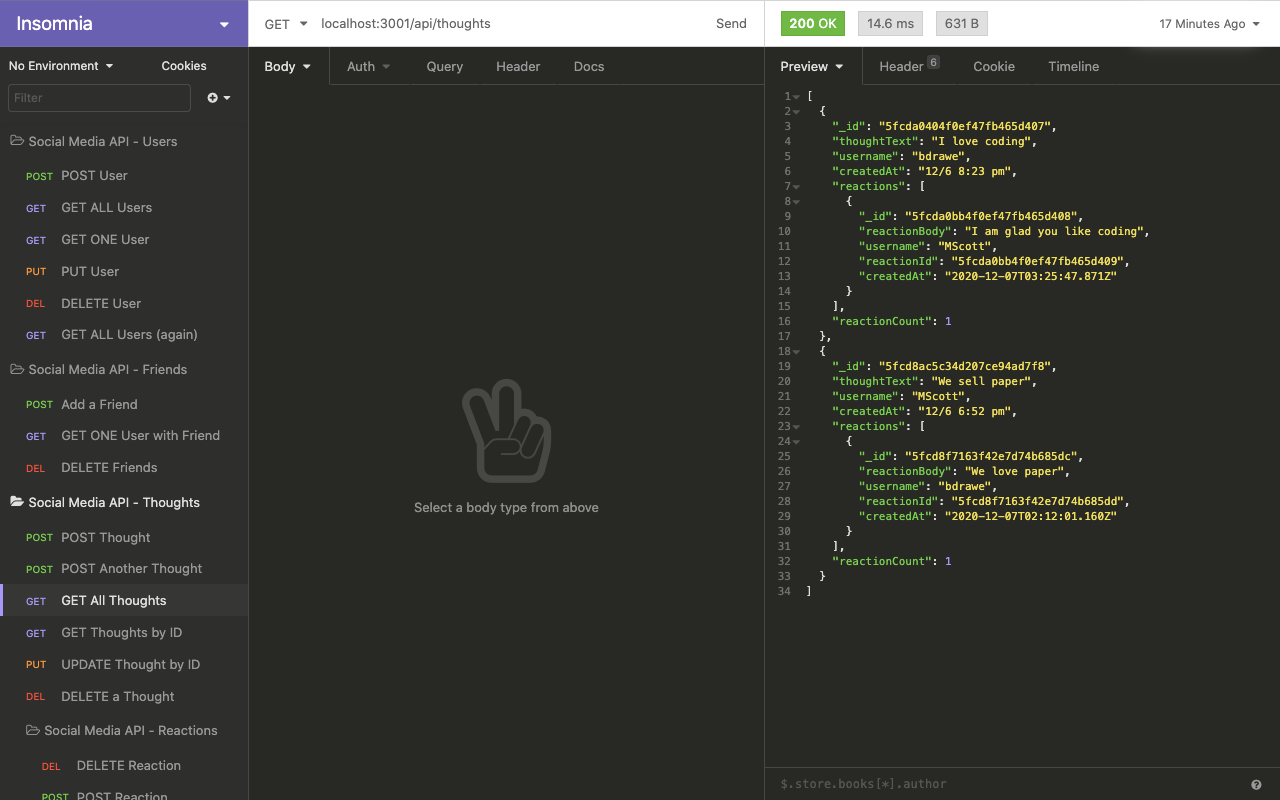 Insomnia
GET localhost:3001/api/thoughts Send
200 OK 14.6 ms 631 B 17 Minutes Ago
No Environment Cookies
Filter
Social Media API - Users
POST POST User
GET GET ALL Users
GET GET ONE User
PUT PUT User
DEL DELETE User
GET GET ALL Users (again)
Social Media API - Friends
POST Add a Friend
GET GET ONE User with Friend
DEL DELETE Friends
Social Media API - Thoughts
POST POST Thought
POST POST Another Thought
GET GET All Thoughts
GET GET Thoughts by ID
PUT UPDATE Thought by ID
DEL DELETE a Thought
Social Media API - Reactions
DEL DELETE Reaction
POST POST Reaction
Body Auth Query Header Docs
Select a body type from above
Preview Header 6 Cookie Timeline
1 [
2 {
3 "_id": "5fcda0404f0ef47fb465d407",
4 "thoughtText": "I love coding",
5 "username": "bdrawe",
6 "createdAt": "12/6 8:23 pm",
7 "reactions": [
8 {
9 "_id": "5fcda0bb4f0ef47fb465d408",
10 "reactionBody": "I am glad you like coding",
11 "username": "MScott",
12 "reactionId": "5fcda0bb4f0ef47fb465d409",
13 "createdAt": "2020-12-07T03:25:47.871Z"
14 }
15 ],
16 "reactionCount": 1
17 },
18 {
19 "_id": "5fcd8ac5c34d207ce94ad7f8",
20 "thoughtText": "We sell paper",
21 "username": "MScott",
22 "createdAt": "12/6 6:52 pm",
23 "reactions": [
24 {
25 "_id": "5fcd8f7163f42e7d74b685dc",
26 "reactionBody": "We love paper",
27 "username": "bdrawe",
28 "reactionId": "5fcd8f7163f42e7d74b685dd",
29 "createdAt": "2020-12-07T02:12:01.160Z"
30 }
31 ],
32 "reactionCount": 1
33 }
34 ]
$.store.books[*].author